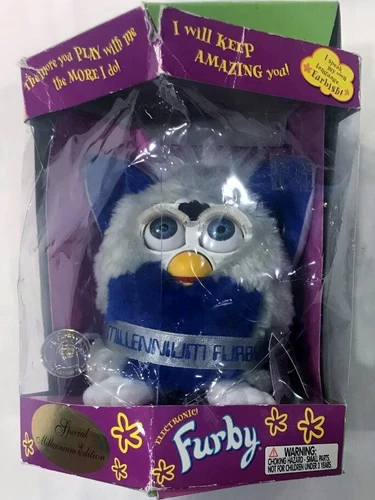 The more you PLAY with me
the MORE I do!
I will KEEP
AMAZING you!
I speak
my own
language
Furbish!
MILLENNIUM FURBY
Special
Millennium Edition
ELECTRONIC!
Furby
WARNING:
CHOKING HAZARD - SMALL PARTS.
NOT FOR CHILDREN UNDER 3 YEARS.